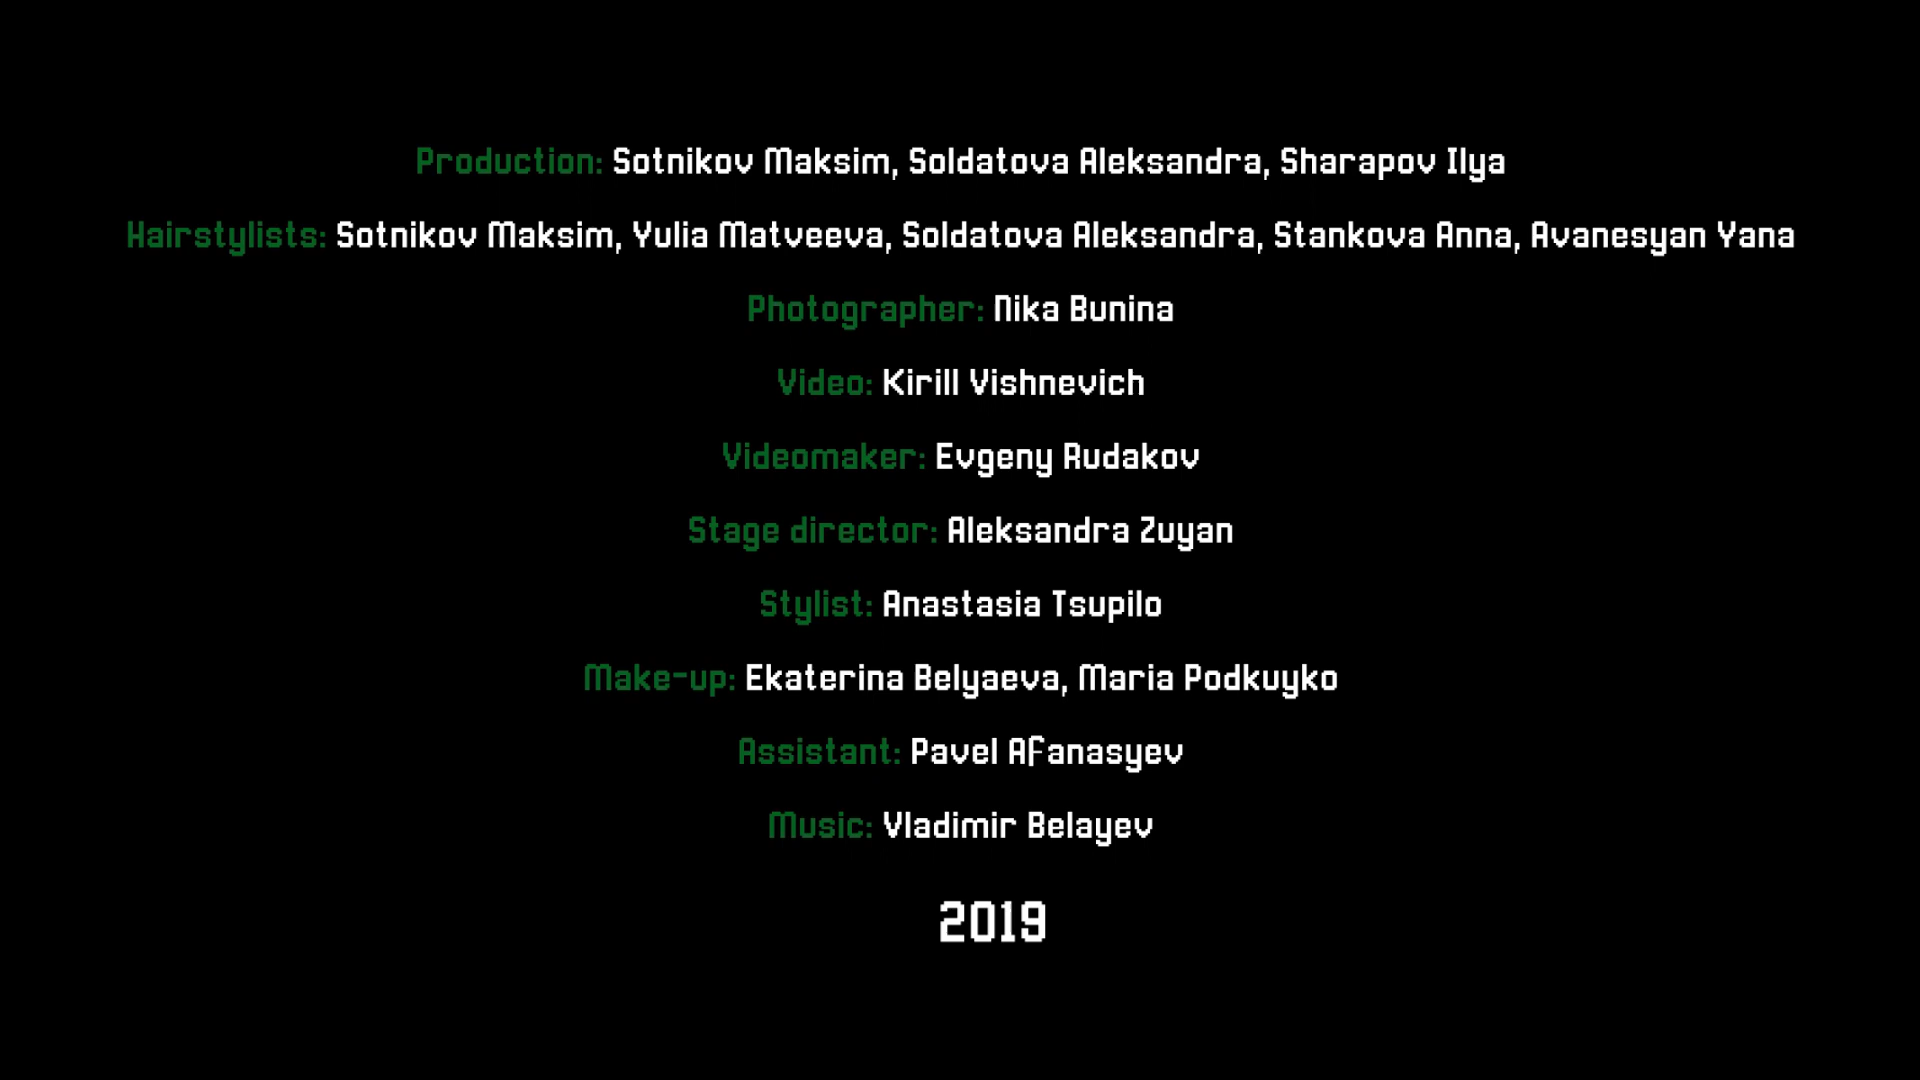 Production: Sotnikov Maksim, Soldatova Aleksandra, Sharapov Ilya
Hairstylists: Sotnikov Maksim, Yulia Matveeva, Soldatova Aleksandra, Stankova Anna, Avanesyan Yana
Photographer: Nika Bunina
Video: Kirill Vishnevich
Videomaker: Evgeny Rudakov
Stage director: Aleksandra Zuyan
Stylist: Anastasia Tsupilo
Make-up: Ekaterina Belyaeva, Maria Podkuyko
Assistant: Pavel Afanasyev
Music: Vladimir Belayev
2019